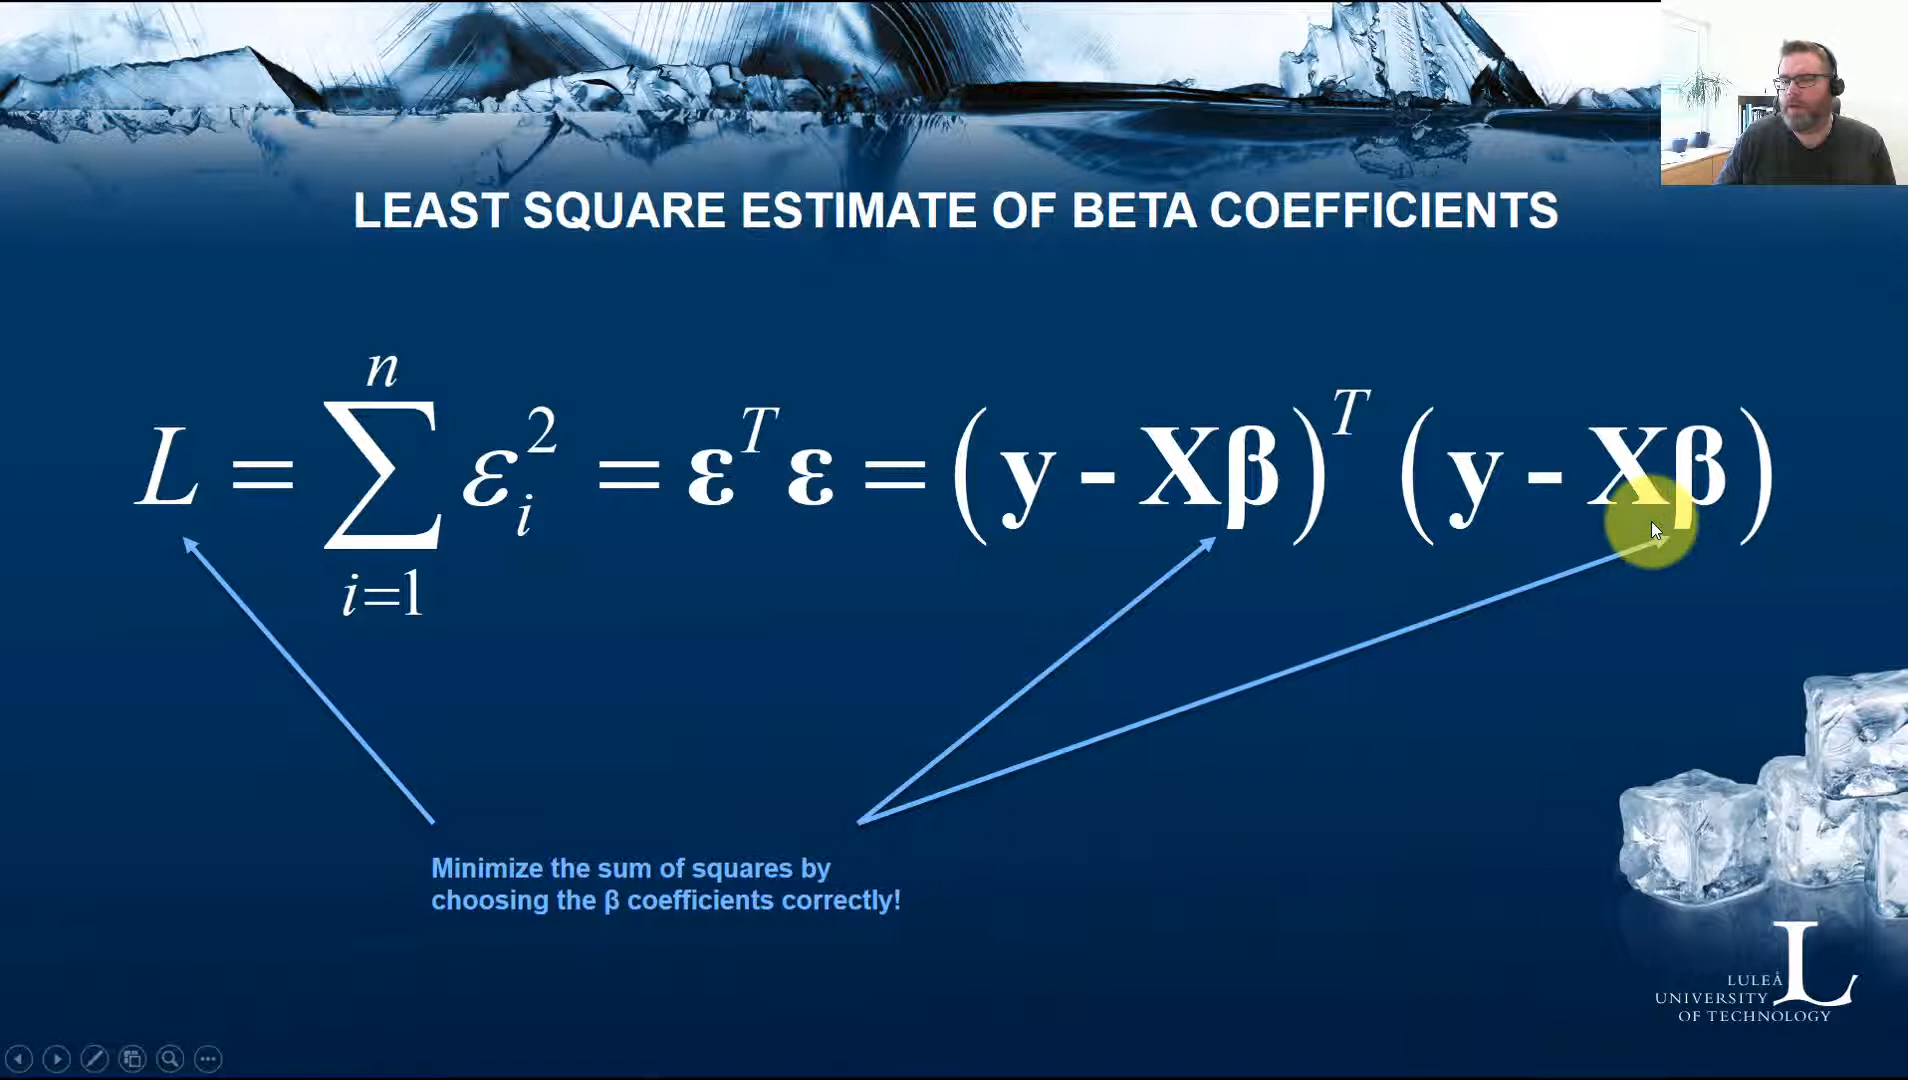 LEAST SQUARE ESTIMATE OF BETA COEFFICIENTS
L = \sum_{i=1}^{n} ε_i^2 = ε^T ε = (y - Xβ)^T (y - Xβ)
Minimize the sum of squares by
choosing the β coefficients correctly!
L
LULEÅ
UNIVERSITY
OF TECHNOLOGY